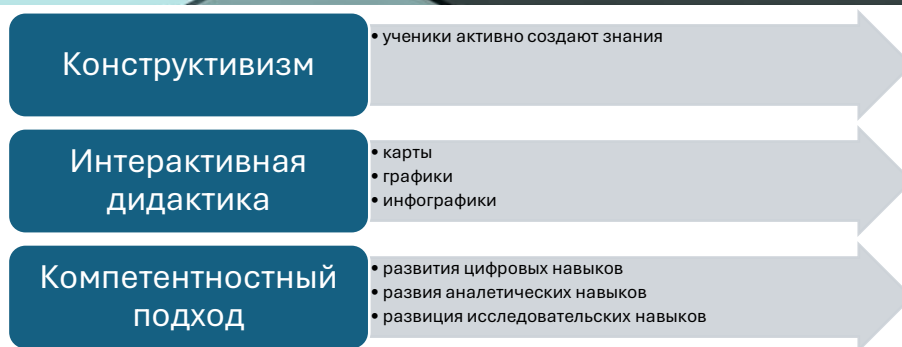 Конструктивизм
• ученики активно создают знания
Интерактивная
дидактика
• карты
• графики
• инфографики
Компетентностный
подход
• развития цифровых навыков
• развия аналетических навыков
• развиция исследовательских навыков